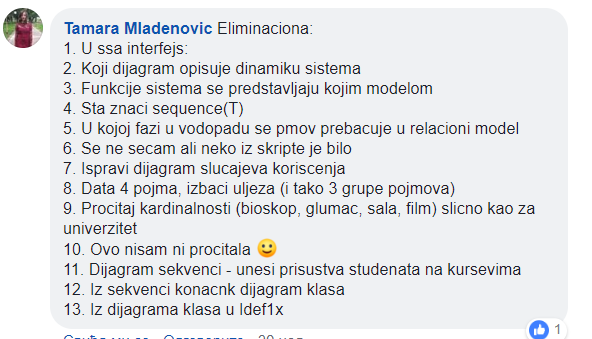 Tamara Mladenovic Eliminaciona:
1. U ssa interfejs:
2. Koji dijagram opisuje dinamiku sistema
3. Funkcije sistema se predstavljaju kojim modelom
4. Sta znaci sequence(T)
5. U kojoj fazi u vodopadu se pmov prebacuje u relacioni model
6. Se ne secam ali neko iz skripte je bilo
7. Ispravi dijagram slucajeva koriscenja
8. Data 4 pojma, izbaci uljeza (i tako 3 grupe pojmova)
9. Procitaj kardinalnosti (bioskop, glumac, sala, film) slicno kao za
univerzitet
10. Ovo nisam ni procitala 🙂
11. Dijagram sekvenci - unesi prisustva studenata na kursevima
12. Iz sekvenci konacnk dijagram klasa
13. Iz dijagrama klasa u Idef1x
1